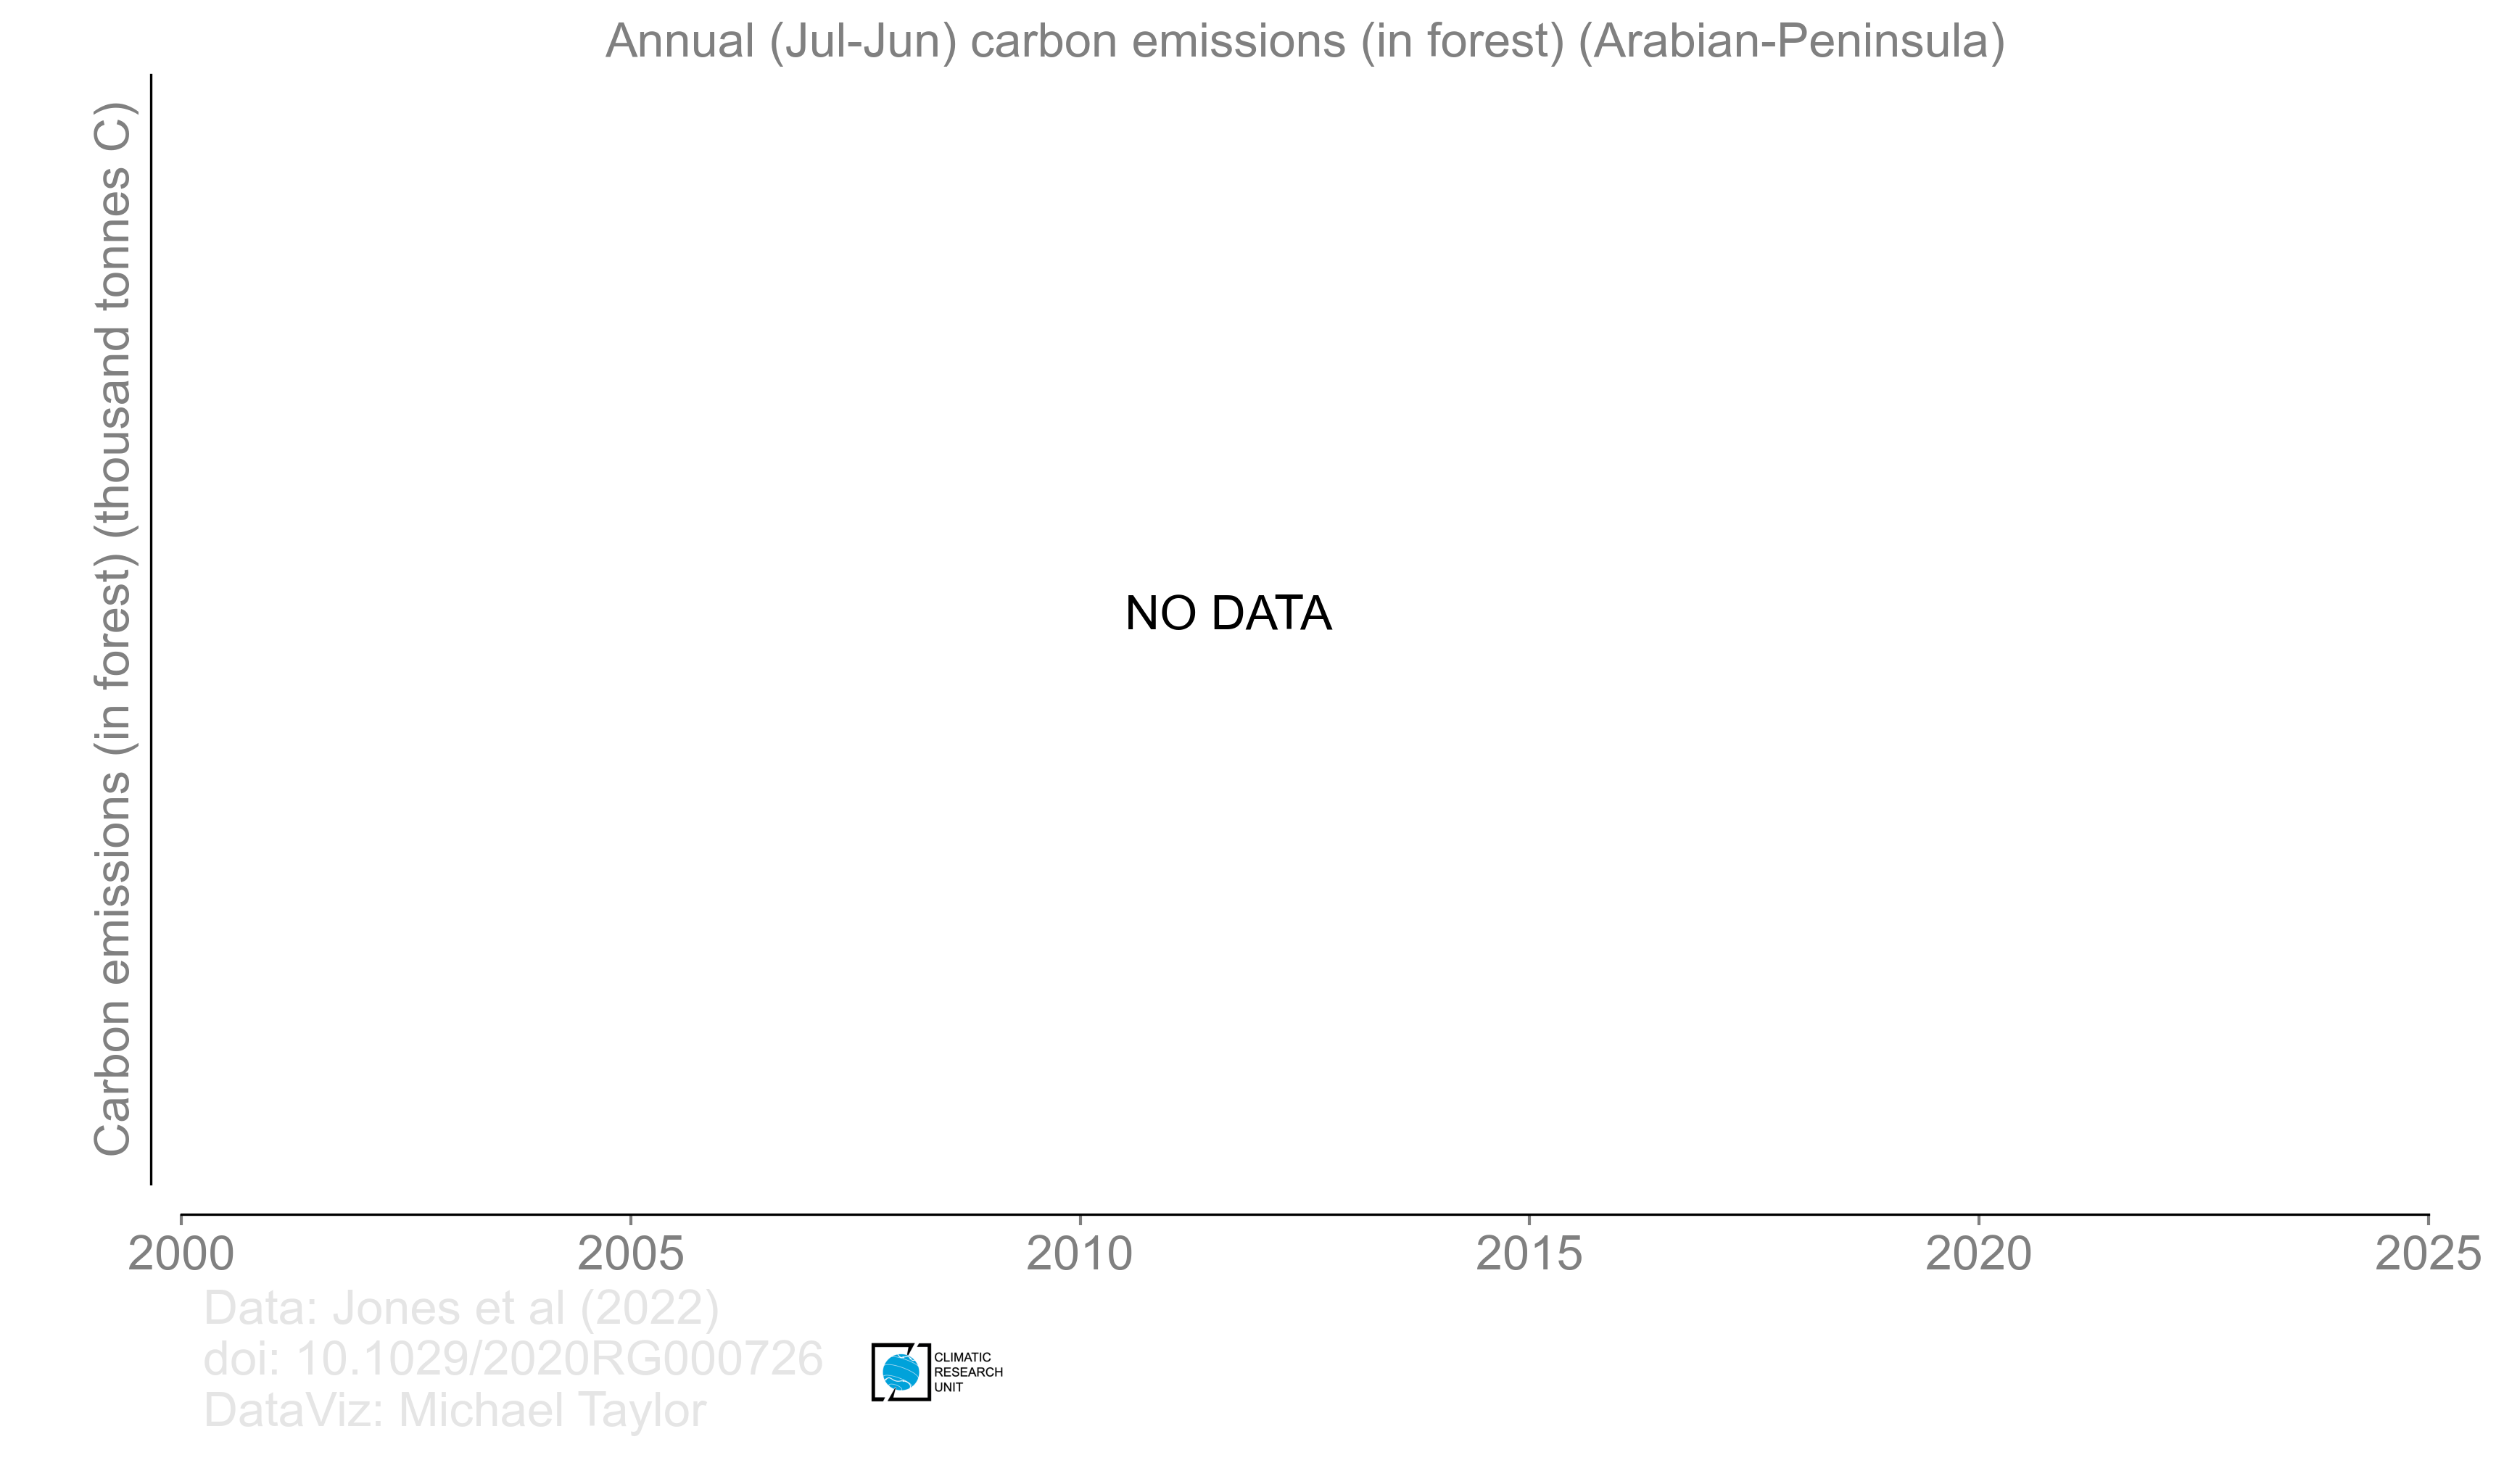 Annual (Jul-Jun) carbon emissions (in forest) (Arabian-Peninsula)
Carbon emissions (in forest) (thousand tonnes C)
NO DATA
2000 2005 2010 2015 2020 2025
Data: Jones et al (2022)
doi: 10.1029/2020RG000726
DataViz: Michael Taylor
CLIMATIC
RESEARCH
UNIT